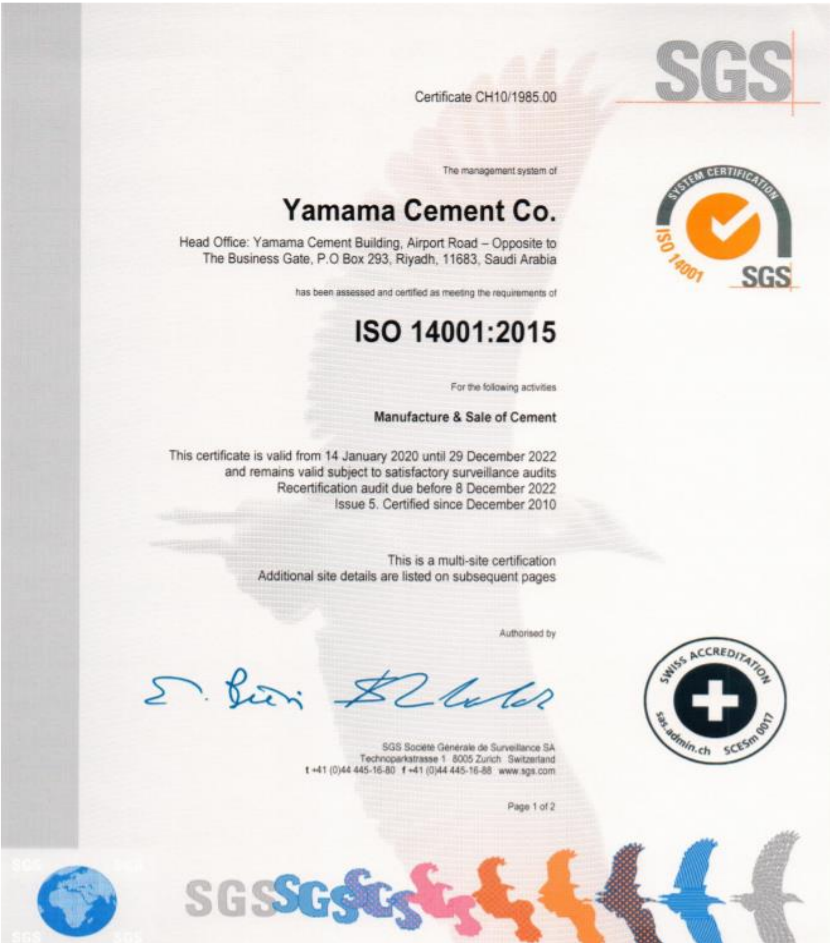 SGS
Certificate CH10/1985.00
The management system of
Yamama Cement Co.
Head Office: Yamama Cement Building, Airport Road – Opposite to
The Business Gate, P.O Box 293, Riyadh, 11683, Saudi Arabia
SYSTEM CERTIFICATION
ISO 14001
SGS
has been assessed and certified as meeting the requirements of
ISO 14001:2015
For the following activities
Manufacture & Sale of Cement
This certificate is valid from 14 January 2020 until 29 December 2022
and remains valid subject to satisfactory surveillance audits
Recertification audit due before 8 December 2022
Issue 5. Certified since December 2010
This is a multi-site certification
Additional site details are listed on subsequent pages
Authorised by
SWISS ACCREDITATION
sas.admin.ch SCESm 0017
SGS Société Générale de Surveillance SA
Technoparkstrasse 1 8005 Zurich Switzerland
t +41 (0)44 445-16-80 f +41 (0)44 445-16-88 www.sgs.com
Page 1 of 2
SGS SGS
SGS SGS SGS
SGS SGS